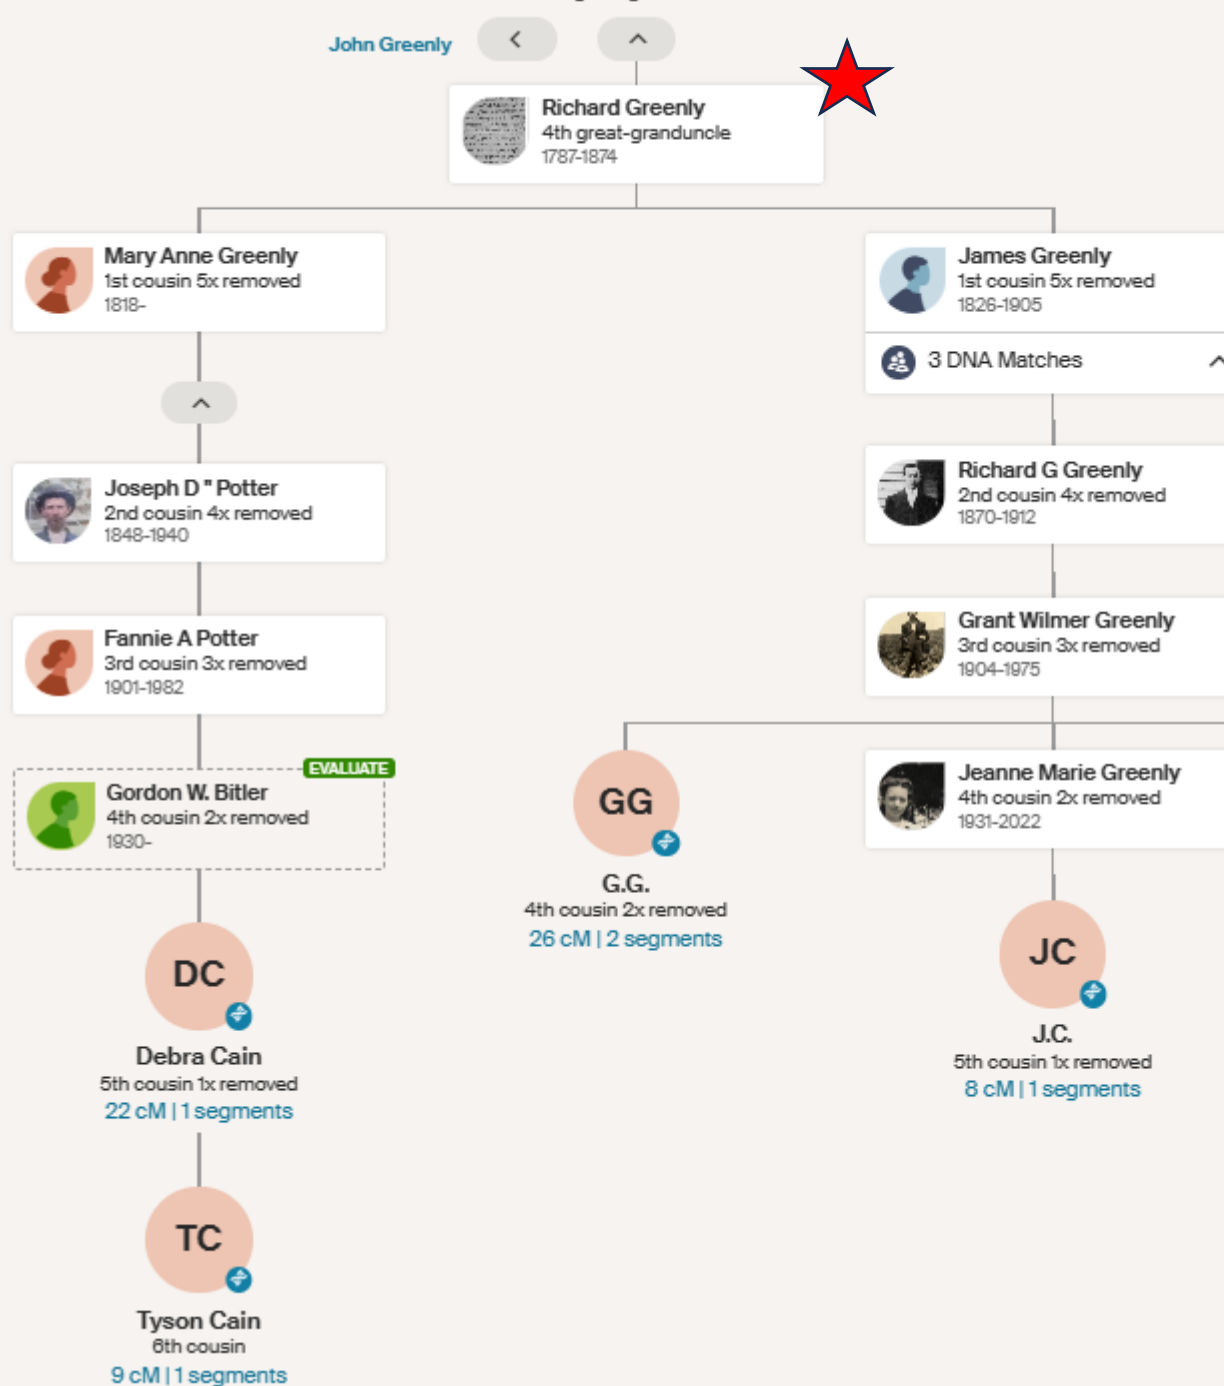 John Greenly
Richard Greenly
4th great-granduncle
1787-1874
Mary Anne Greenly
1st cousin 5x removed
1818-
James Greenly
1st cousin 5x removed
1826-1905
3 DNA Matches
Joseph D " Potter
2nd cousin 4x removed
1848-1940
Richard G Greenly
2nd cousin 4x removed
1870-1912
Fannie A Potter
3rd cousin 3x removed
1901-1982
Grant Wilmer Greenly
3rd cousin 3x removed
1904-1975
EVALUATE
Gordon W. Bitler
4th cousin 2x removed
1930-
GG
G.G.
4th cousin 2x removed
26 cM | 2 segments
Jeanne Marie Greenly
4th cousin 2x removed
1931-2022
DC
Debra Cain
5th cousin 1x removed
22 cM | 1 segments
JC
J.C.
5th cousin 1x removed
8 cM | 1 segments
TC
Tyson Cain
6th cousin
9 cM | 1 segments